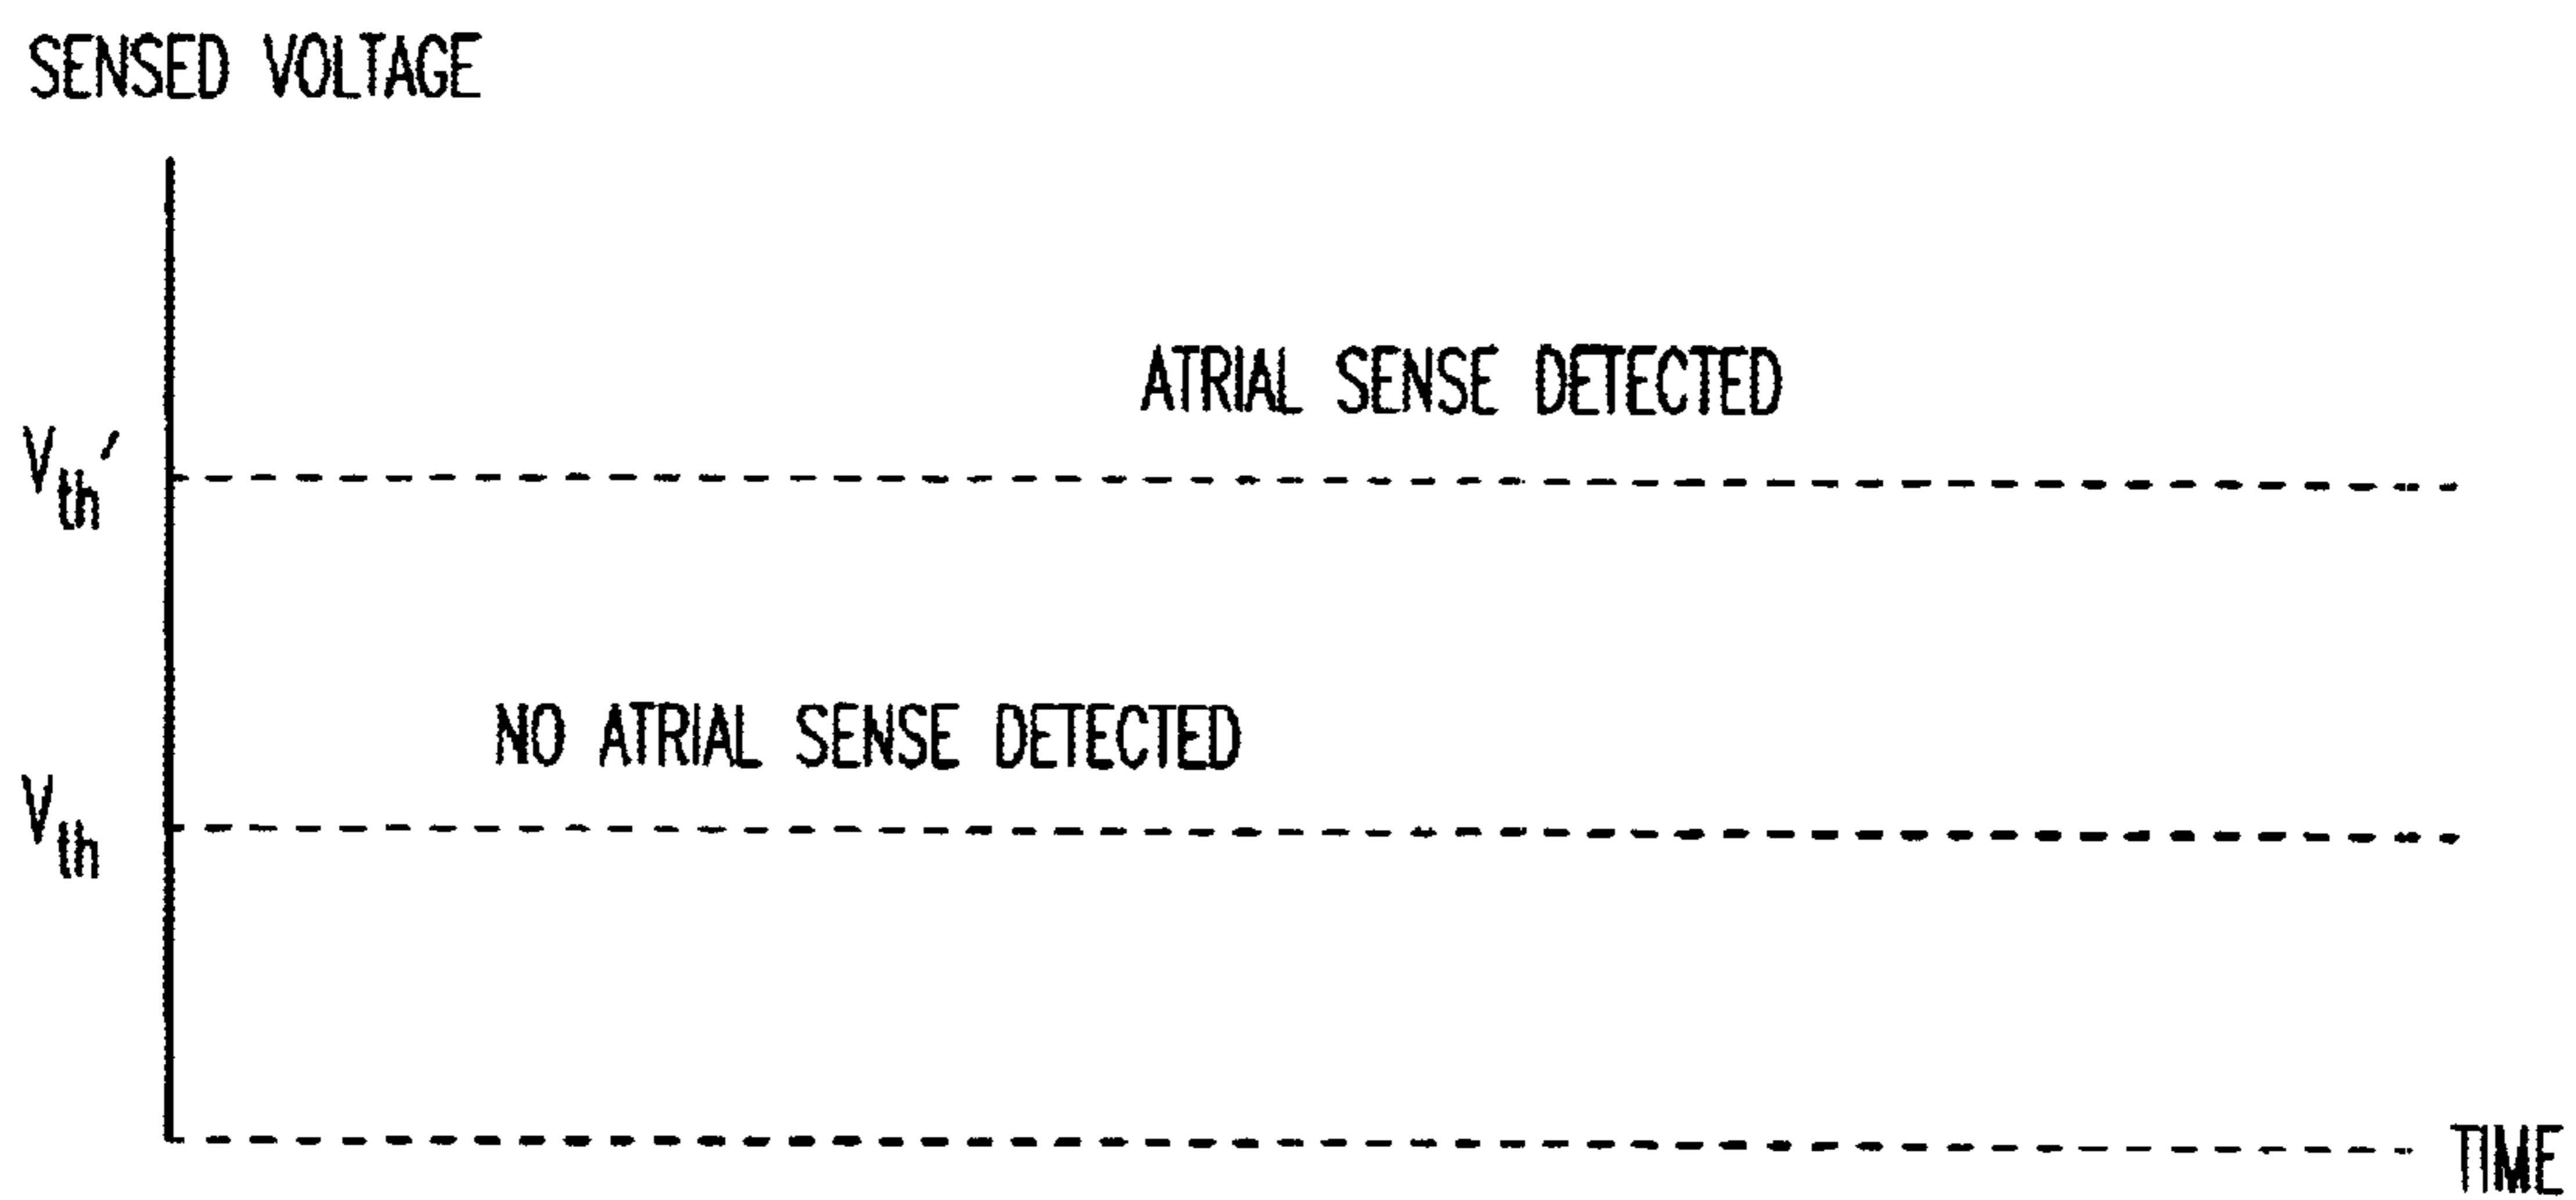 SENSED VOLTAGE
ATRIAL SENSE DETECTED
Vth′
NO ATRIAL SENSE DETECTED
Vth
TIME